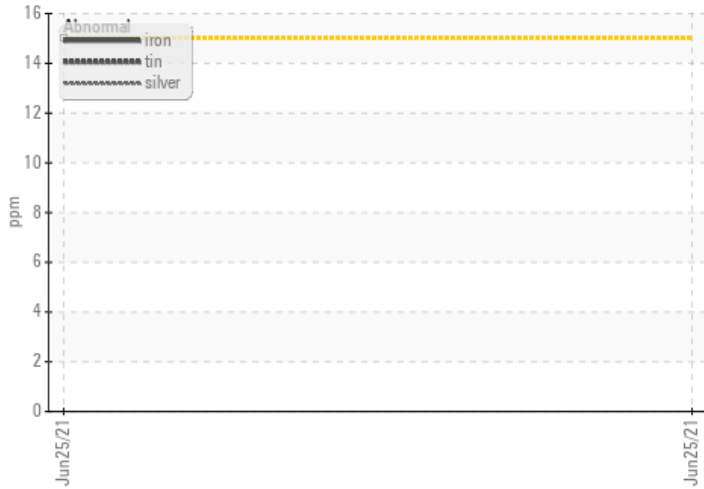 16
14
12
10
8
6
4
2
0
ppm
Abnormal
iron
tin
silver
Jun25/21
Jun25/21